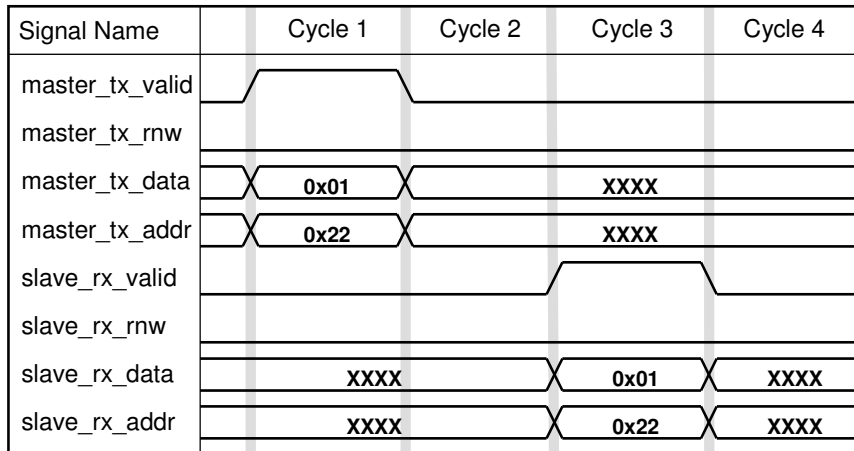 Signal Name Cycle 1 Cycle 2 Cycle 3 Cycle 4
master_tx_valid
master_tx_rnw
master_tx_data 0x01 XXXX
master_tx_addr 0x22 XXXX
slave_rx_valid
slave_rx_rnw
slave_rx_data XXXX 0x01 XXXX
slave_rx_addr XXXX 0x22 XXXX